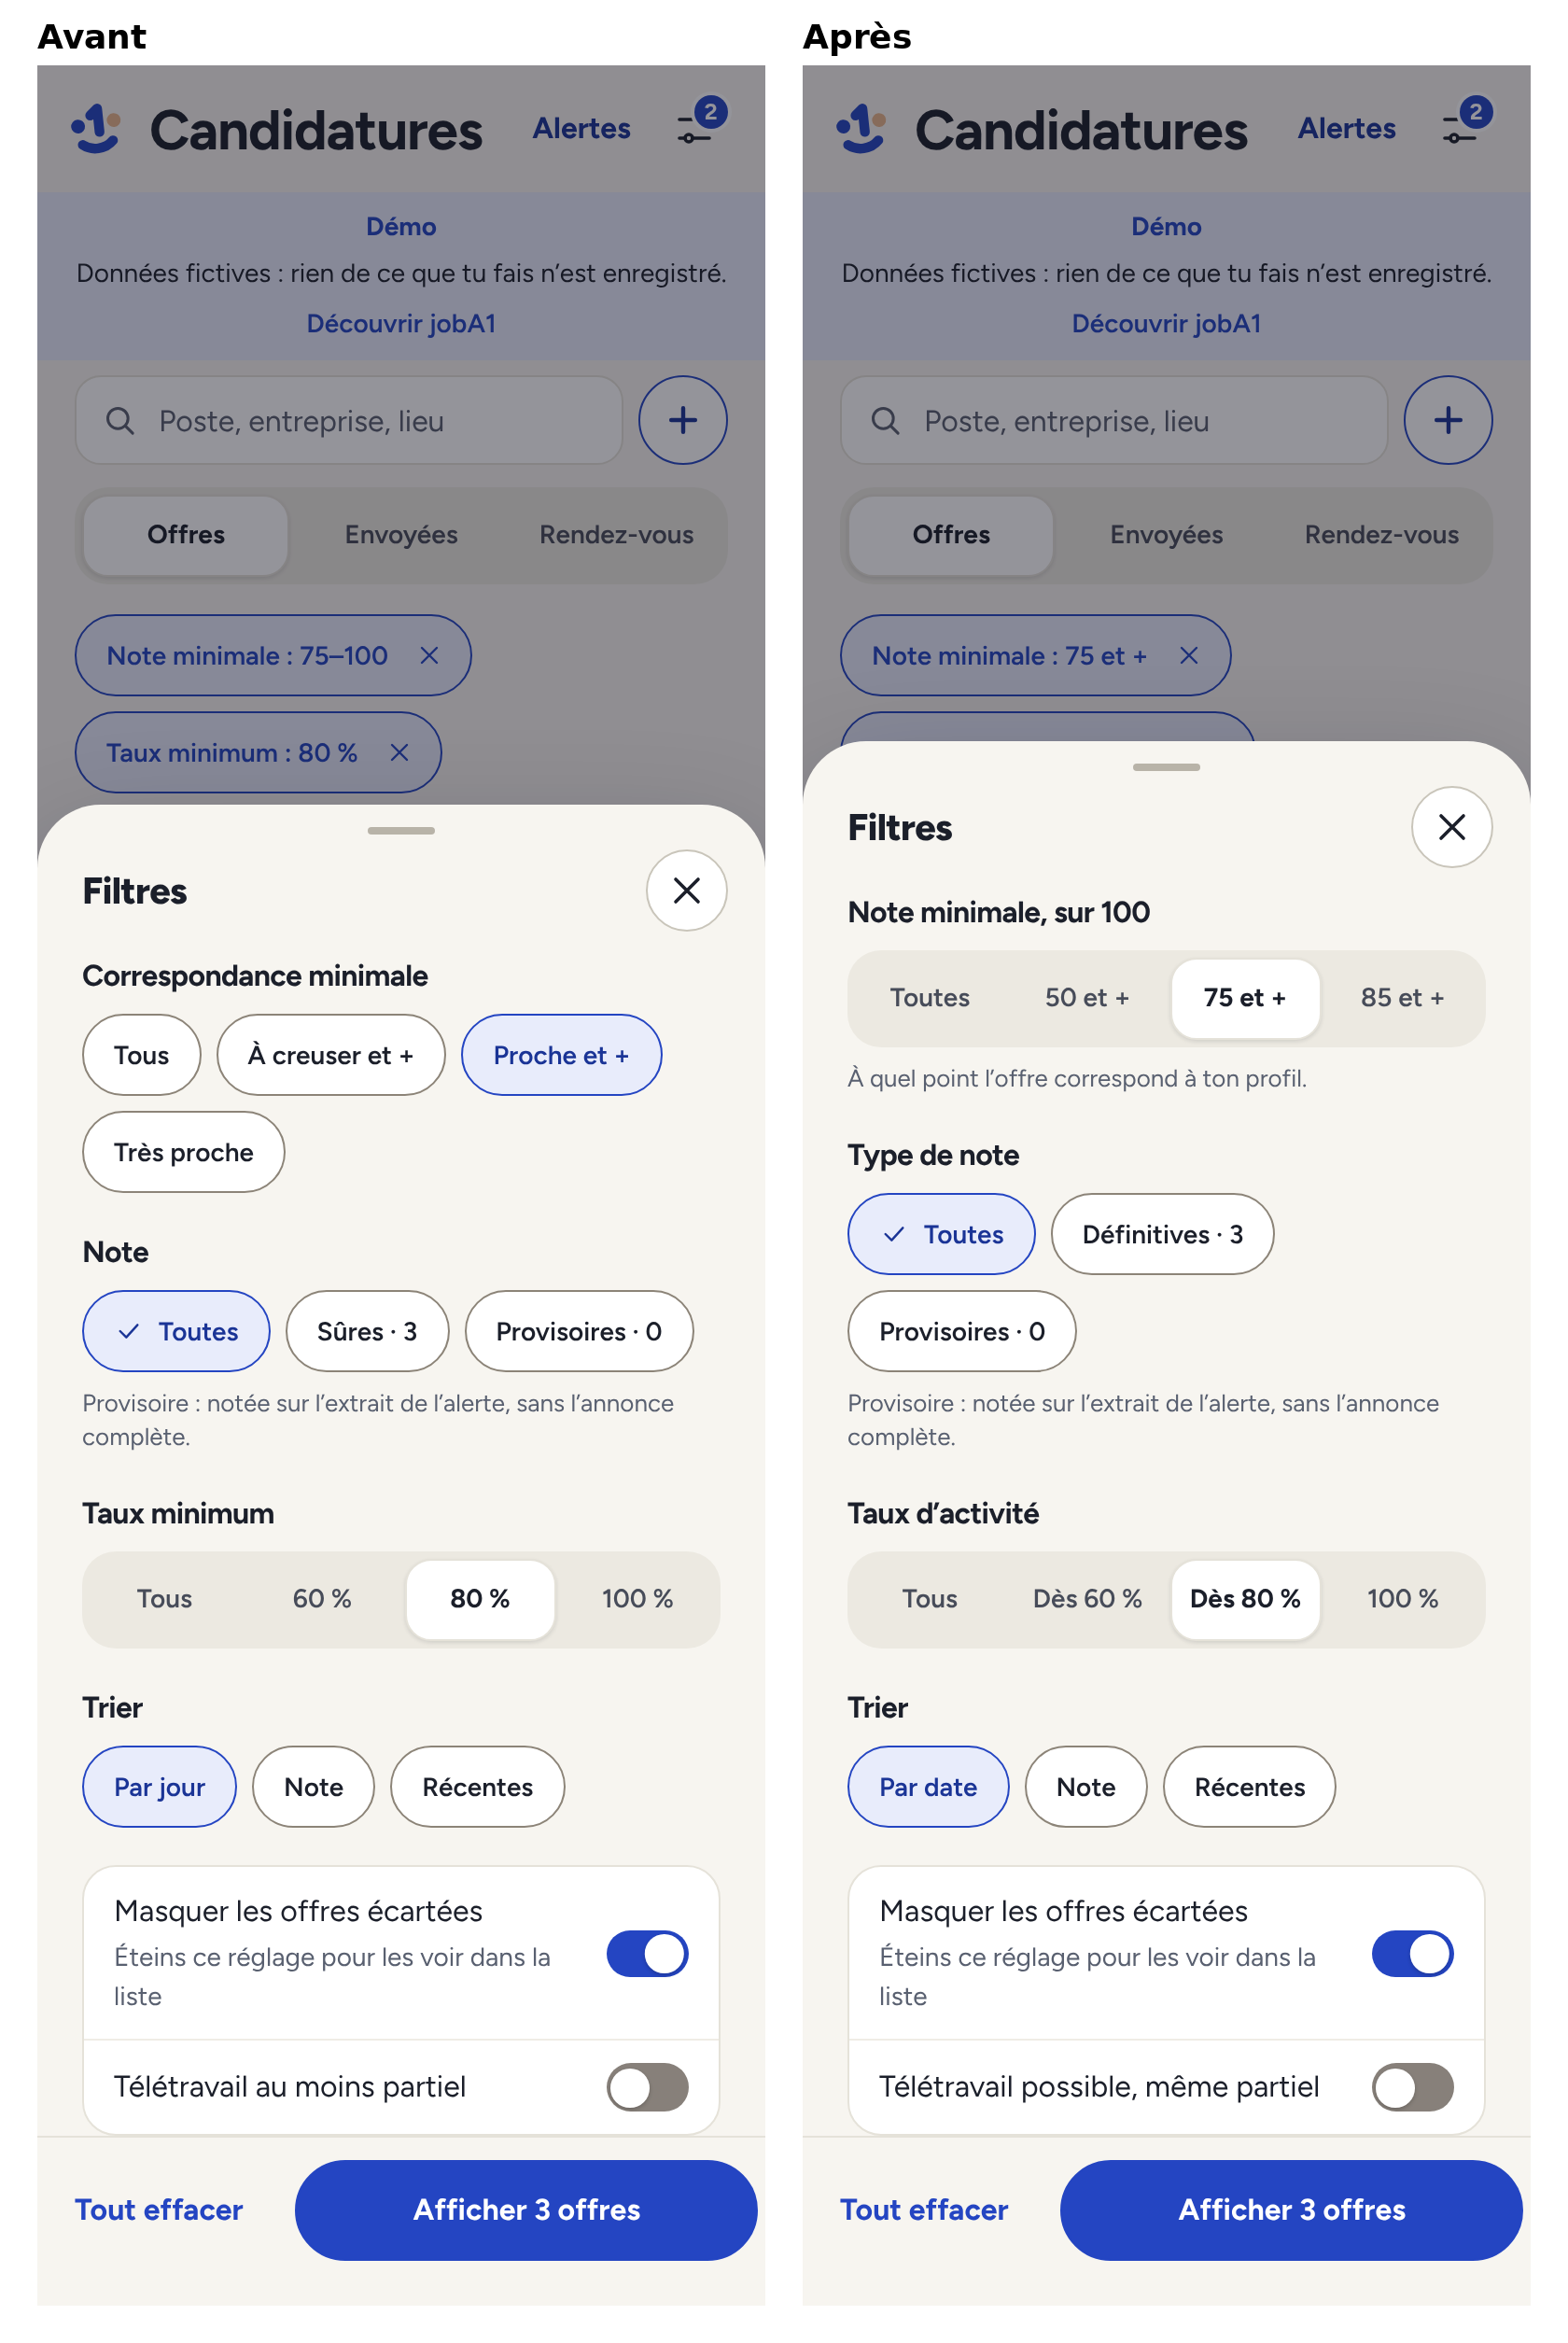 Avant
Candidatures
Alertes
2
Démo
Données fictives : rien de ce que tu fais n’est enregistré.
Découvrir jobA1
Poste, entreprise, lieu
Offres
Envoyées
Rendez-vous
Note minimale : 75–100
Taux minimum : 80 %
Filtres
Correspondance minimale
Tous
À creuser et +
Proche et +
Très proche
Note
Toutes
Sûres · 3
Provisoires · 0
Provisoire : notée sur l’extrait de l’alerte, sans l’annonce
complète.
Taux minimum
Tous
60 %
80 %
100 %
Trier
Par jour
Note
Récentes
Masquer les offres écartées
Éteins ce réglage pour les voir dans la
liste
Télétravail au moins partiel
Tout effacer
Afficher 3 offres
Après
Candidatures
Alertes
2
Démo
Données fictives : rien de ce que tu fais n’est enregistré.
Découvrir jobA1
Poste, entreprise, lieu
Offres
Envoyées
Rendez-vous
Note minimale : 75 et +
Filtres
Note minimale, sur 100
Toutes
50 et +
75 et +
85 et +
À quel point l’offre correspond à ton profil.
Type de note
Toutes
Définitives · 3
Provisoires · 0
Provisoire : notée sur l’extrait de l’alerte, sans l’annonce
complète.
Taux d’activité
Tous
Dès 60 %
Dès 80 %
100 %
Trier
Par date
Note
Récentes
Masquer les offres écartées
Éteins ce réglage pour les voir dans la
liste
Télétravail possible, même partiel
Tout effacer
Afficher 3 offres